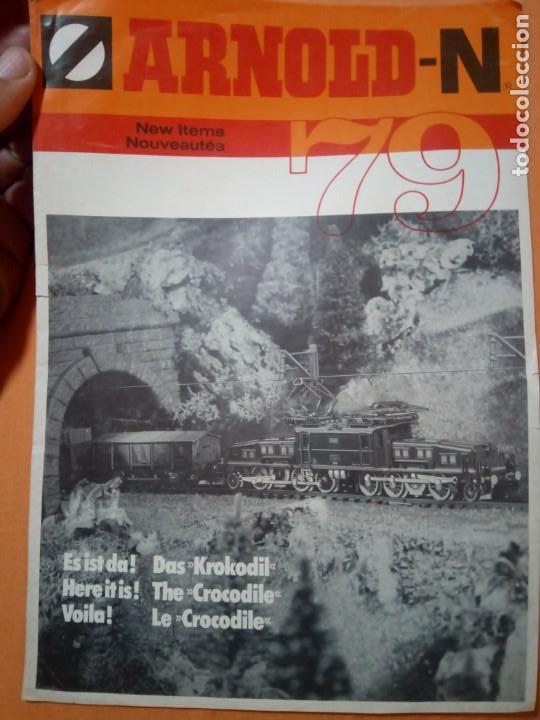 ARNOLD-N
®
New Items
Nouveautés
79
Es ist da! Das »Krokodil«
Here it is! The »Crocodile«
Voila! Le »Crocodile«
todocoleccion.net